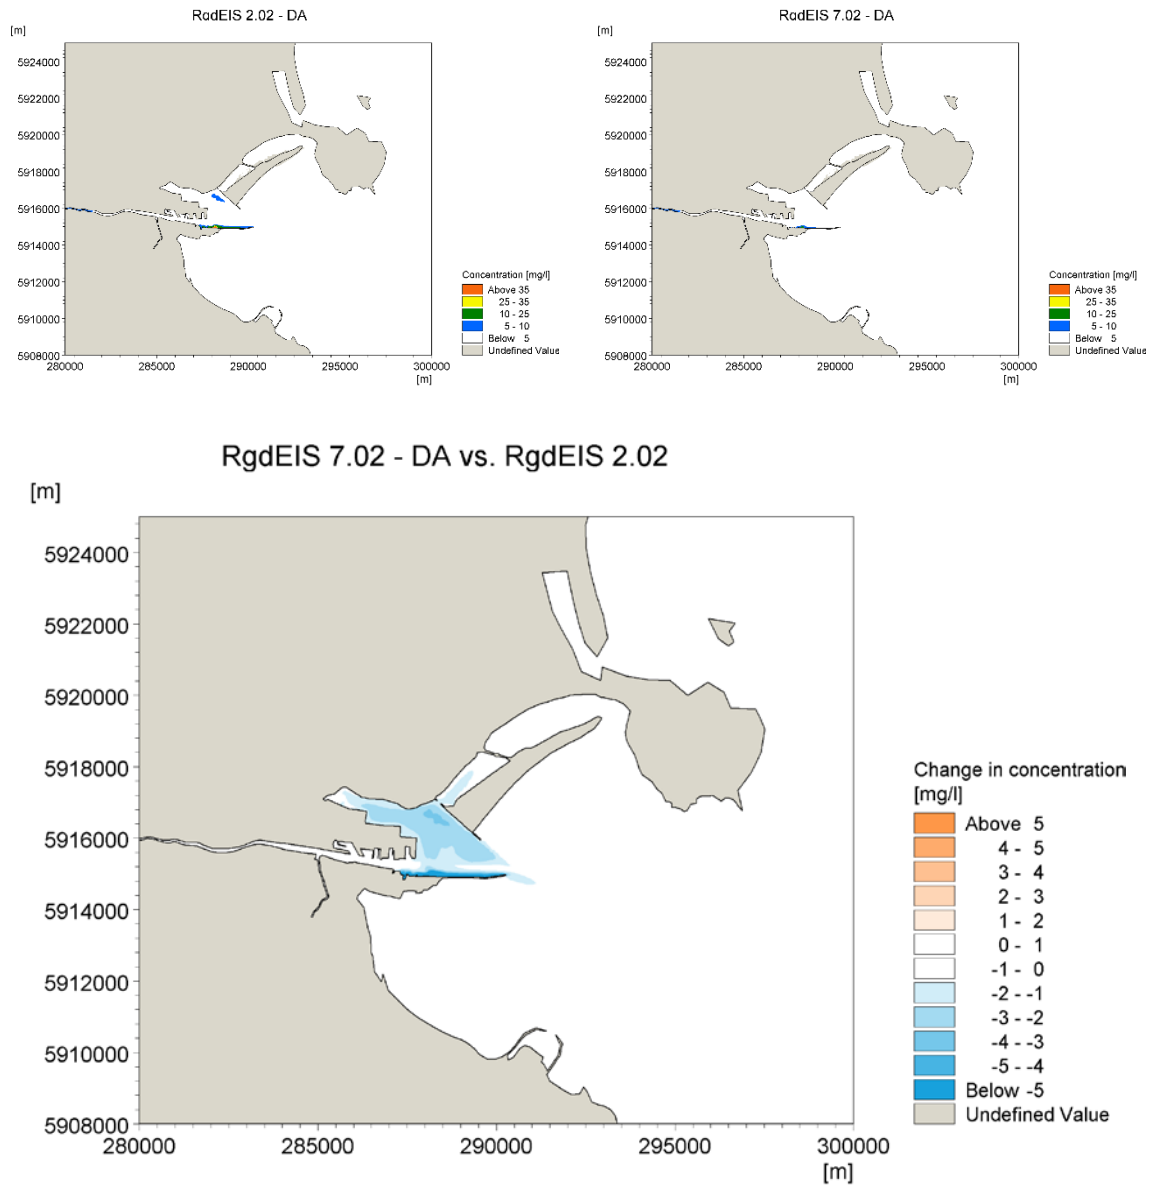 RadEIS 2.02 - DA
[m]
5924000
5922000
5920000
5918000
5916000
5914000
5912000
5910000
5908000
280000 285000 290000 295000 300000
[m]
Concentration [mg/l]
Above 35
25 - 35
10 - 25
5 - 10
Below 5
Undefined Value
RadEIS 7.02 - DA
[m]
5924000
5922000
5920000
5918000
5916000
5914000
5912000
5910000
5908000
280000 285000 290000 295000 300000
[m]
Concentration [mg/l]
Above 35
25 - 35
10 - 25
5 - 10
Below 5
Undefined Value
RgdEIS 7.02 - DA vs. RgdEIS 2.02
[m]
5924000
5922000
5920000
5918000
5916000
5914000
5912000
5910000
5908000
280000 285000 290000 295000 300000
[m]
Change in concentration
[mg/l]
Above 5
4 - 5
3 - 4
2 - 3
1 - 2
0 - 1
-1 - 0
-2 - -1
-3 - -2
-4 - -3
-5 - -4
Below -5
Undefined Value